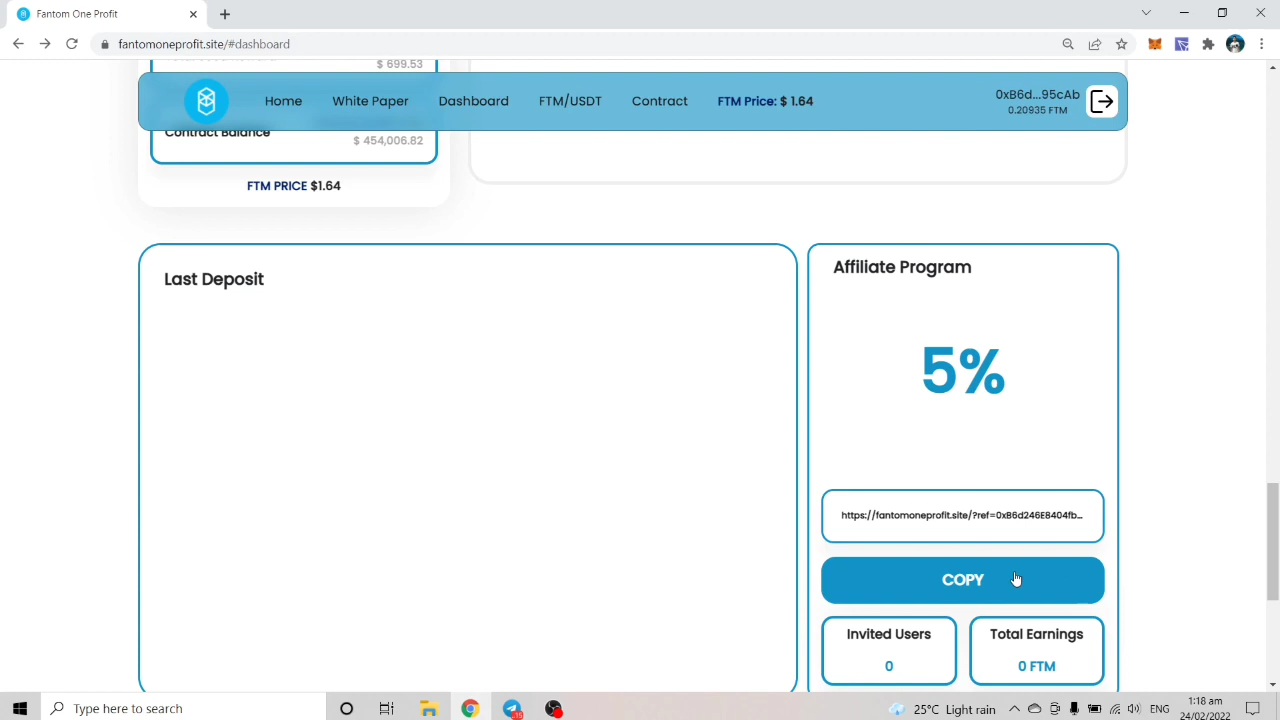 Fantom One Profit
fantomoneprofit.site/#dashboard
$ 699.53
Home
White Paper
Dashboard
FTM/USDT
Contract
FTM Price: $ 1.64
0xB6d...95cAb
0.20935 FTM
Contract Balance
$ 454,006.82
FTM PRICE $1.64
Last Deposit
Affiliate Program
5%
https://fantomoneprofit.site/?ref=0xB6d246E8404fb...
COPY
Invited Users
0
Total Earnings
0 FTM
Type here to search
25°C Light rain
ENG
1:18 am
24/02/2022